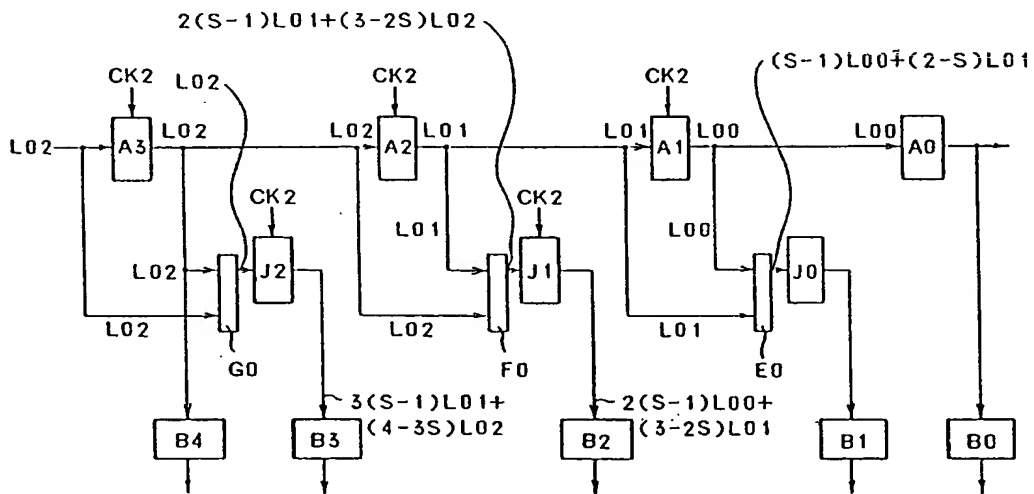 2(S-1)L01+(3-2S)L02
(S-1)L00+(2-S)L01
L02
CK2
CK2
CK2
L02
A3
L02
L02
A2
L01
L01
A1
L00
L00
A0
CK2
CK2
L01
L00
L02
J2
J1
J0
L02
L02
L01
G0
F0
E0
3(S-1)L01+
(4-3S)L02
2(S-1)L00+
(3-2S)L01
B4
B3
B2
B1
B0